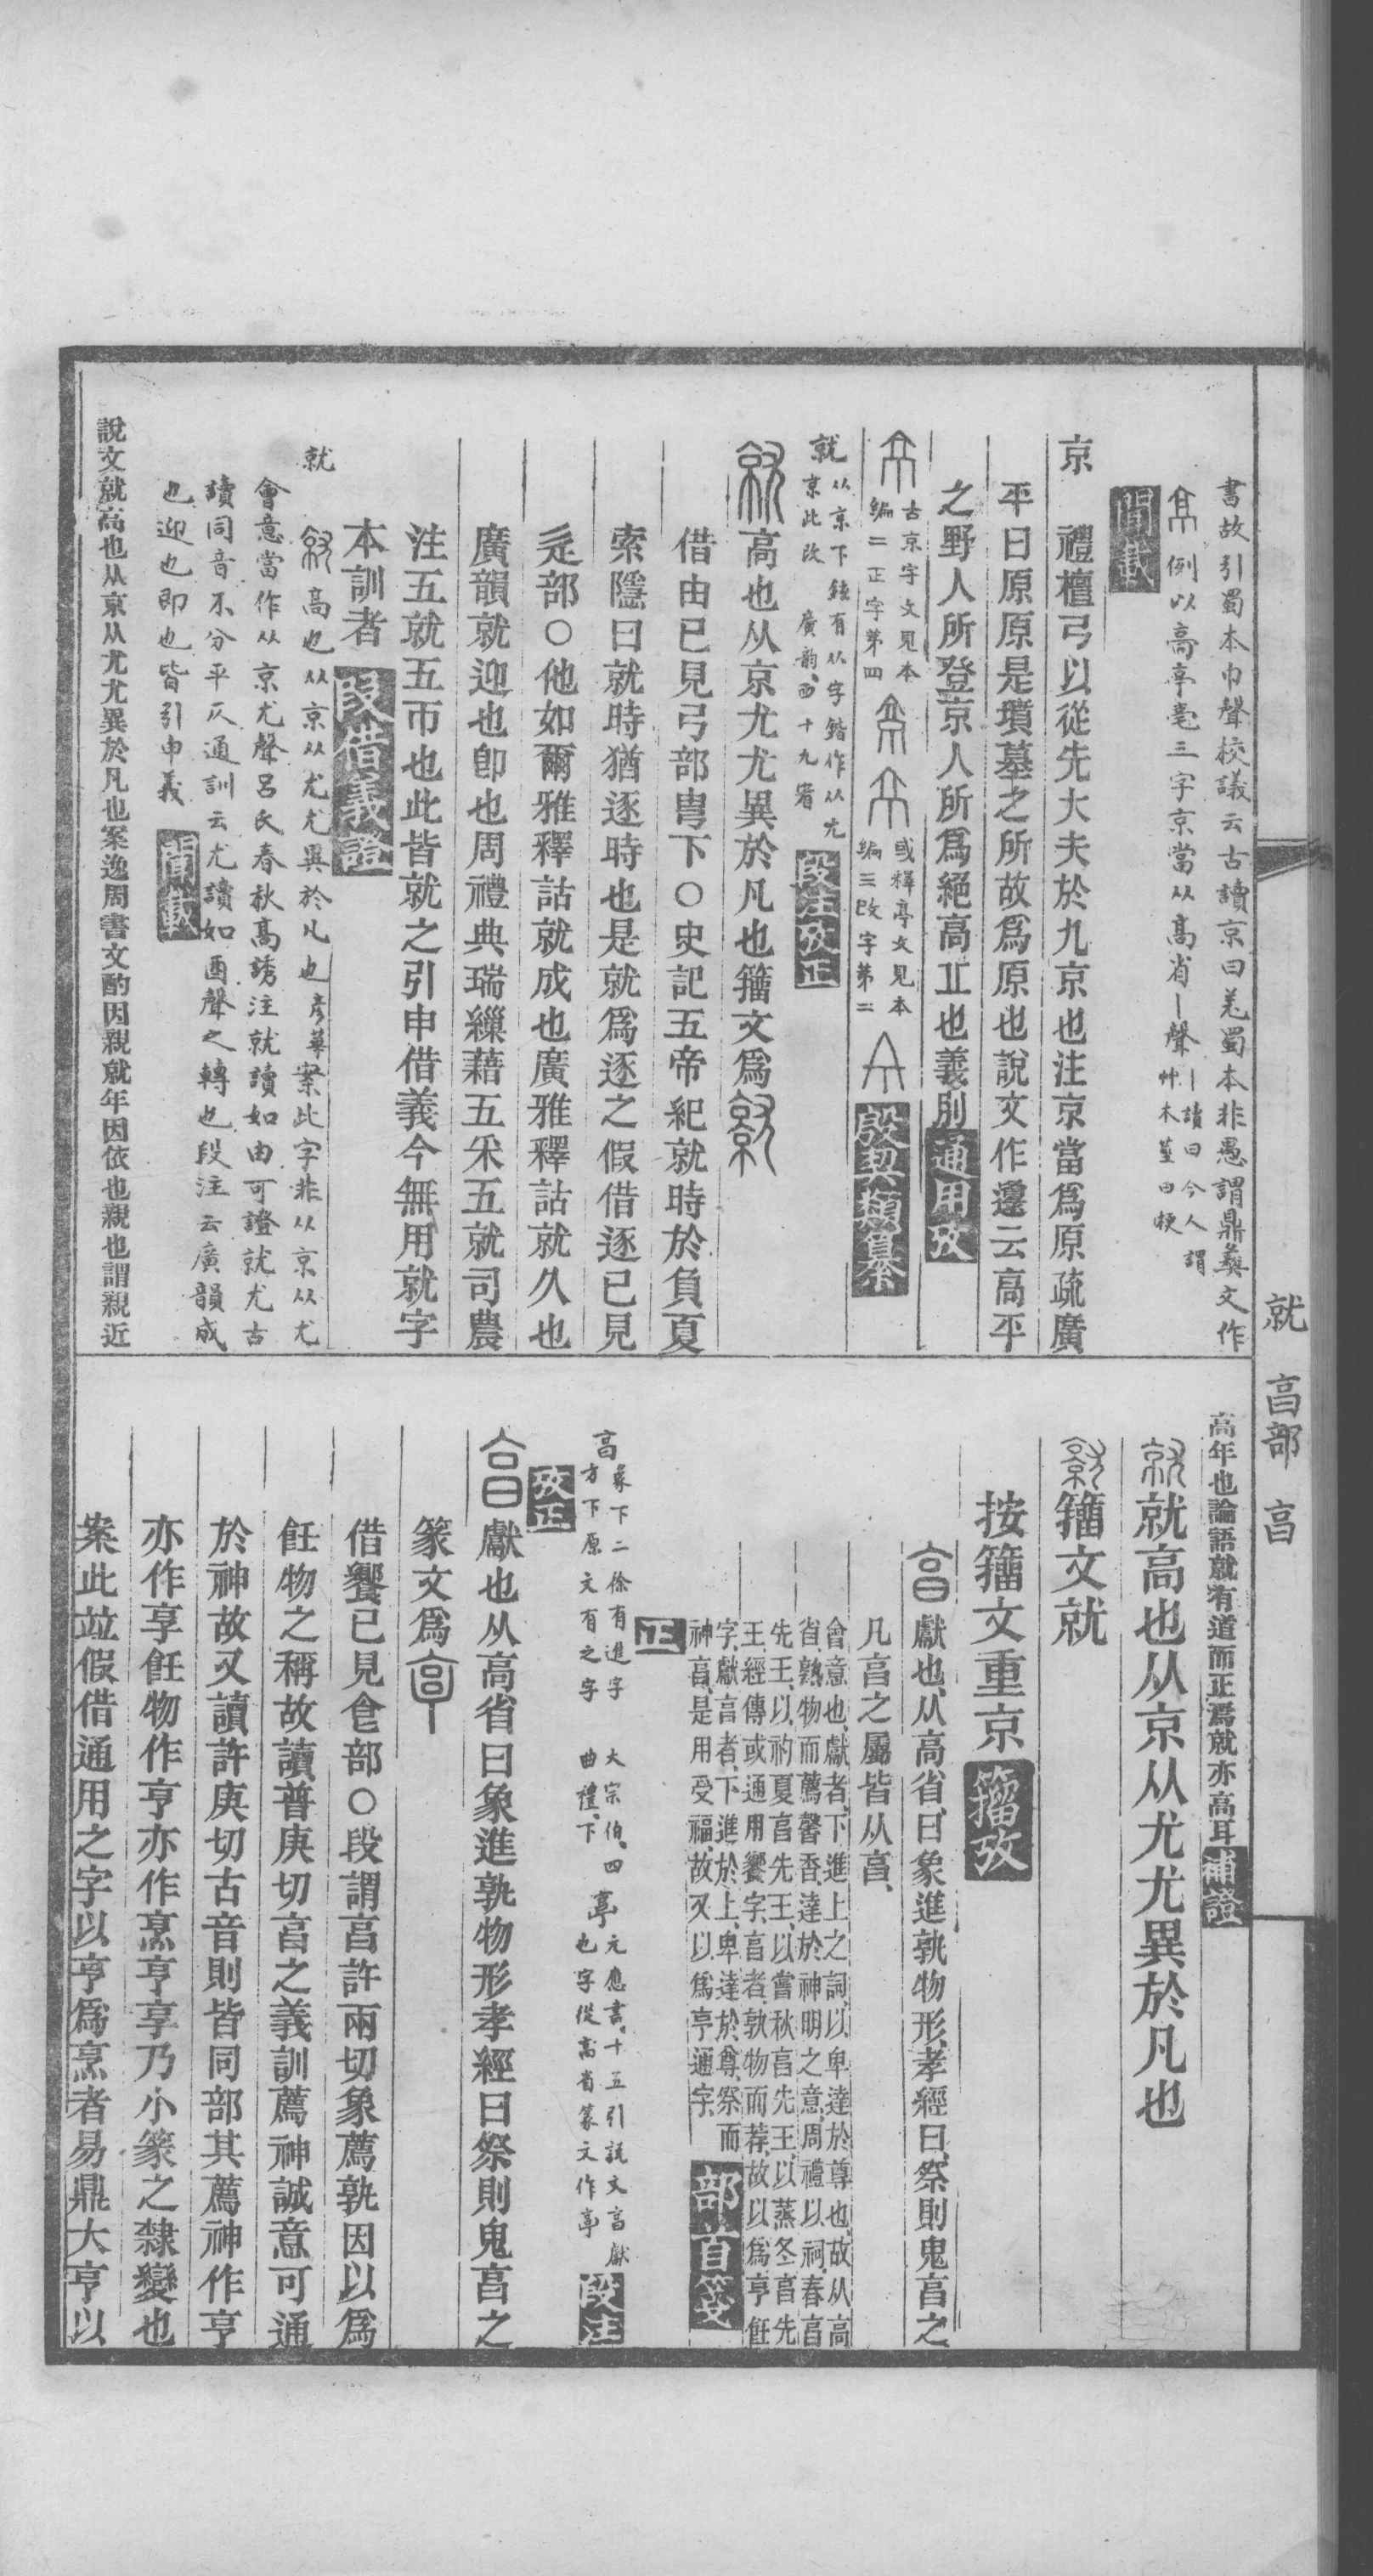 書故引蜀本巾聲校議云古讀京曰羌蜀本非愚謂鼎彝文作
例以高亭毫三字京當从高省丨聲丨讀曰今人謂艸木莖曰梗
聞載
京 禮檀弓以從先大夫於九京也注京當爲原疏廣
平曰原原是墳墓之所故爲原也說文作邍云高平
之野人所登京人所爲絕高丘也義別 通用攷
古京字文見本編二正字第四 或釋亭文見本編三改字第二 殷契類纂
就 从京下鉉有从字鍇作从尢京此改 廣韵四十九宥 段注攷正
高也从京尤尤異於凡也籒文爲
借由已見弓部𢎘下○史記五帝紀就時於負夏
索隱曰就時猶逐時也是就爲逐之假借逐已見
辵部○他如爾雅釋詁就成也廣雅釋詁就久也
廣韻就迎也卽也周禮典瑞繅藉五采五就司農
注五就五帀也此皆就之引申借義今無用就字
本訓者 段借義證
就 高也从京从尤尤異於凡也彥華案此字非从京从尤
會意當作从京尤聲呂氏春秋高誘注就讀如由可證就尤古
讀同音不分平仄通訓云尤讀如酉聲之轉也段注云廣韻成
也迎也即也皆引申義 聞載
說文就高也从京从尤尤異於凡也案逸周書文酌因親就年因依也親也謂親近
就 亯部 亯
高年也論語就有道而正焉就亦高耳 補證
就高也从京从尤尤異於凡也
籒文就
按籒文重京 籀攷
獻也从高省曰象進孰物形孝經曰祭則鬼亯之
凡亯之屬皆从亯
會意也獻者下進上之詞以卑達於尊也故从高
省熟物而薦馨香達於神明之意周禮以祠春亯
先王以禴夏亯先王以嘗秋亯先王以蒸冬亯先
王經傳或通用饗字亯者孰物而荐故以爲亨飪
字獻亯者下進於上卑達於尊祭而
神亯是用受福故又以爲亨通字 部首箋
正
亯 象下二徐有進字方下原文有之字 大宗伯四曲禮下 亭 元應書十五引說文亯獻也字從高省篆文作亭 段注
攷正
獻也从高省曰象進孰物形孝經曰祭則鬼亯之
篆文爲
借饗已見倉部○段謂亯許兩切象薦孰因以爲
飪物之稱故讀普庚切亯之義訓薦神誠意可通
於神故又讀許庚切古音則皆同部其薦神作亨
亦作享飪物作亨亦作烹亨享乃小篆之隸變也
案此竝假借通用之字以亨爲烹者易鼎大亨以